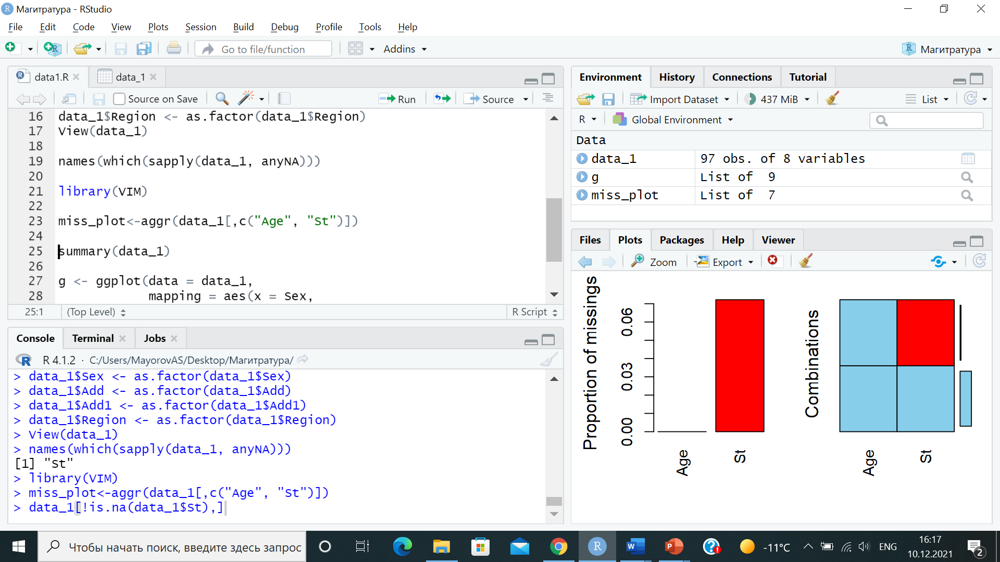 Магитратура - RStudio
File Edit Code View Plots Session Build Debug Profile Tools Help
Go to file/function Addins Магитратура
data1.R data_1
Source on Save Run Source
16 data_1$Region <- as.factor(data_1$Region)
17 View(data_1)
18
19 names(which(sapply(data_1, anyNA)))
20
21 library(VIM)
22
23 miss_plot<-aggr(data_1[,c("Age", "St")])
24
25 summary(data_1)
26
27 g <- ggplot(data = data_1,
28 mapping = aes(x = Sex,
25:1 (Top Level) R Script
Console Terminal Jobs
R 4.1.2 · C:/Users/MayorovAS/Desktop/Магитратура/
> data_1$Sex <- as.factor(data_1$Sex)
> data_1$Add <- as.factor(data_1$Add)
> data_1$Add1 <- as.factor(data_1$Add1)
> data_1$Region <- as.factor(data_1$Region)
> View(data_1)
> names(which(sapply(data_1, anyNA)))
[1] "St"
> library(VIM)
> miss_plot<-aggr(data_1[,c("Age", "St")])
> data_1[!is.na(data_1$St),]
Environment History Connections Tutorial
Import Dataset 437 MiB List
R Global Environment
Data
data_1 97 obs. of 8 variables
g List of 9
miss_plot List of 7
Files Plots Packages Help Viewer
Zoom Export
Proportion of missings
0.06
0.03
0.00
Age
St
Combinations
Age
St
Чтобы начать поиск, введите здесь запрос
-11°C ENG 16:17
10.12.2021 2